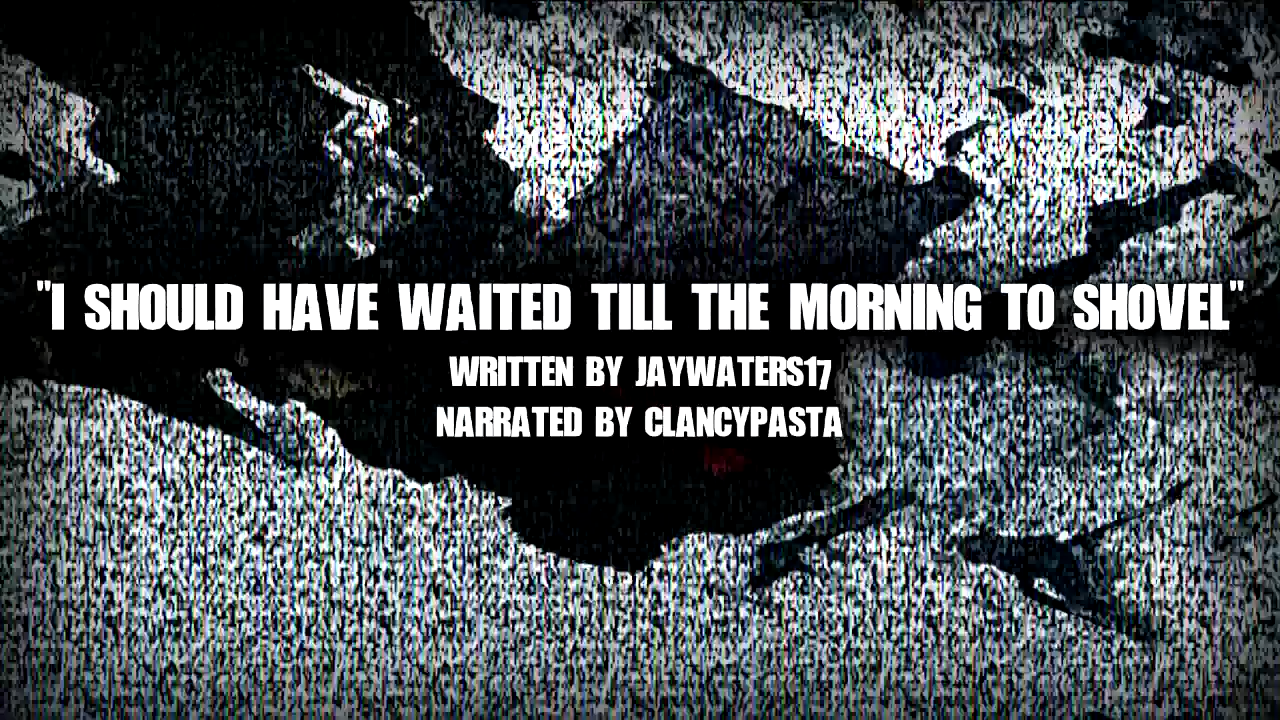 "I SHOULD HAVE WAITED TILL THE MORNING TO SHOVEL"
WRITTEN BY JAYWATERS17
NARRATED BY CLANCYPASTA